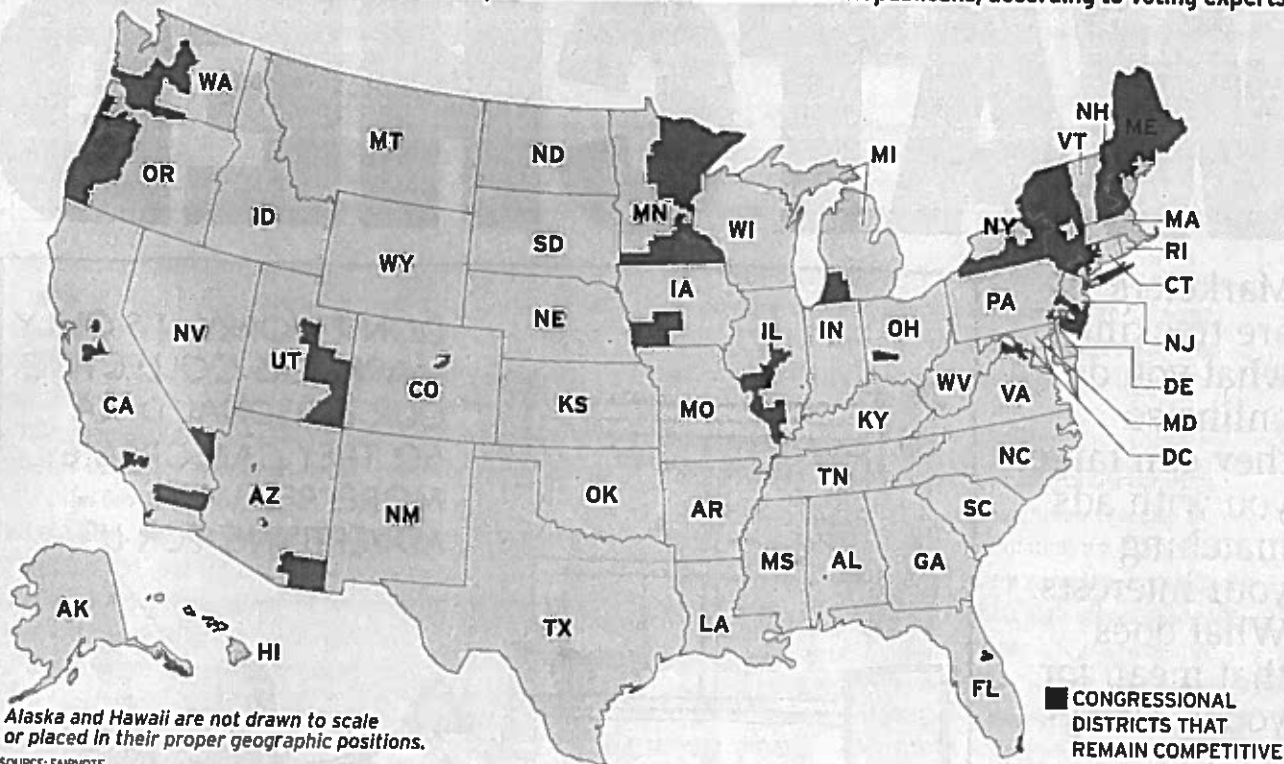 publicans, according to voting experts
WA
MT
ND
OR
ID
MN
WI
MI
VT
NH
ME
SD
WY
NY
MA
RI
CT
IA
NE
PA
NJ
NV
UT
CO
IL
IN
OH
DE
CA
KS
MO
WV
VA
KY
MD
DC
NC
TN
AZ
NM
OK
AR
SC
MS
AL
GA
AK
HI
TX
LA
FL
Alaska and Hawaii are not drawn to scale
or placed in their proper geographic positions.
SOURCE: FAIRVOTE
CONGRESSIONAL
DISTRICTS THAT
REMAIN COMPETITIVE